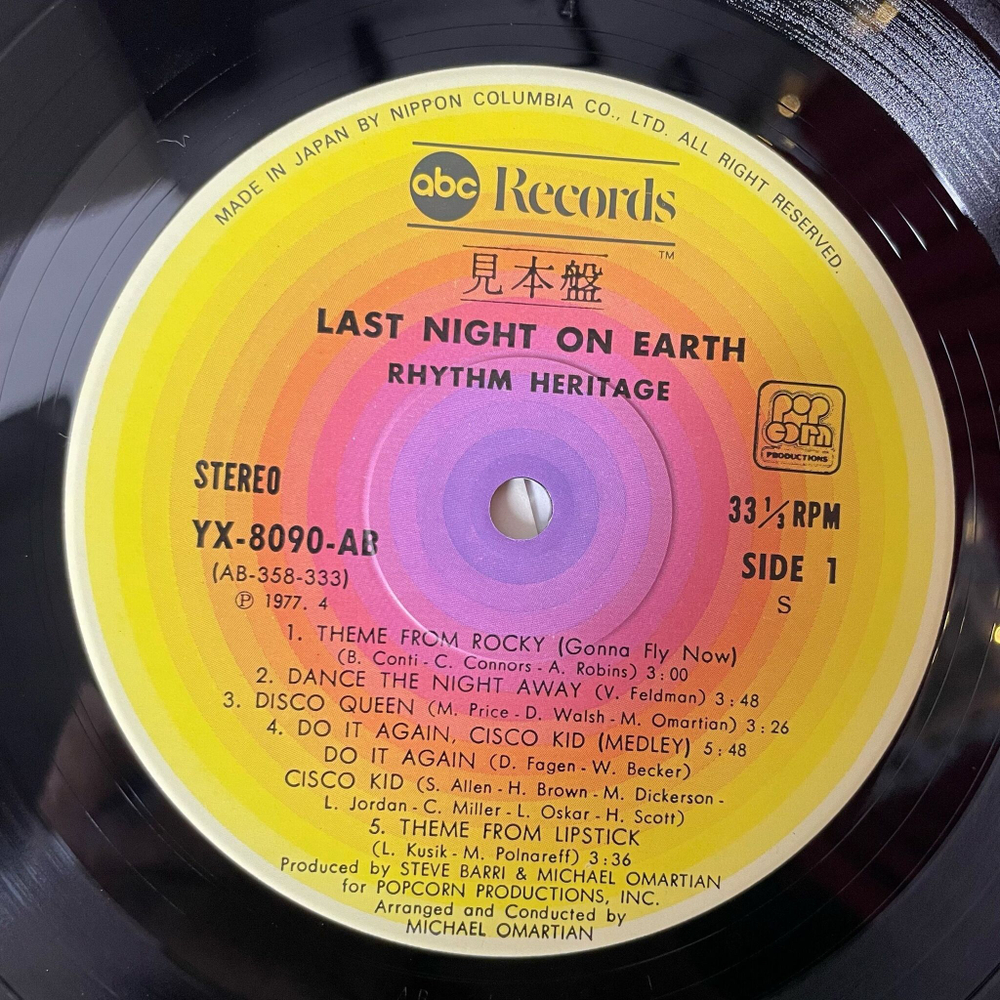 MADE IN JAPAN BY NIPPON COLUMBIA CO., LTD. ALL RIGHT RESERVED.
abc Records
TM
見本盤
LAST NIGHT ON EARTH
RHYTHM HERITAGE
POP
CORN
PRODUCTIONS
STEREO
33 1/3 RPM
YX-8090-AB
SIDE 1
(AB-358-333)
S
Ⓟ 1977. 4
1. THEME FROM ROCKY (Gonna Fly Now)
(B. Conti - C. Connors - A. Robins) 3:00
2. DANCE THE NIGHT AWAY (V. Feldman) 3:48
3. DISCO QUEEN (M. Price - D. Walsh - M. Omartian) 3:26
4. DO IT AGAIN, CISCO KID (MEDLEY) 5:48
DO IT AGAIN (D. Fagen - W. Becker)
CISCO KID (S. Allen - H. Brown - M. Dickerson -
L. Jordan - C. Miller - L. Oskar - H. Scott)
5. THEME FROM LIPSTICK
(L. Kusik - M. Polnareff) 3:36
Produced by STEVE BARRI & MICHAEL OMARTIAN
for POPCORN PRODUCTIONS, INC.
Arranged and Conducted by
MICHAEL OMARTIAN